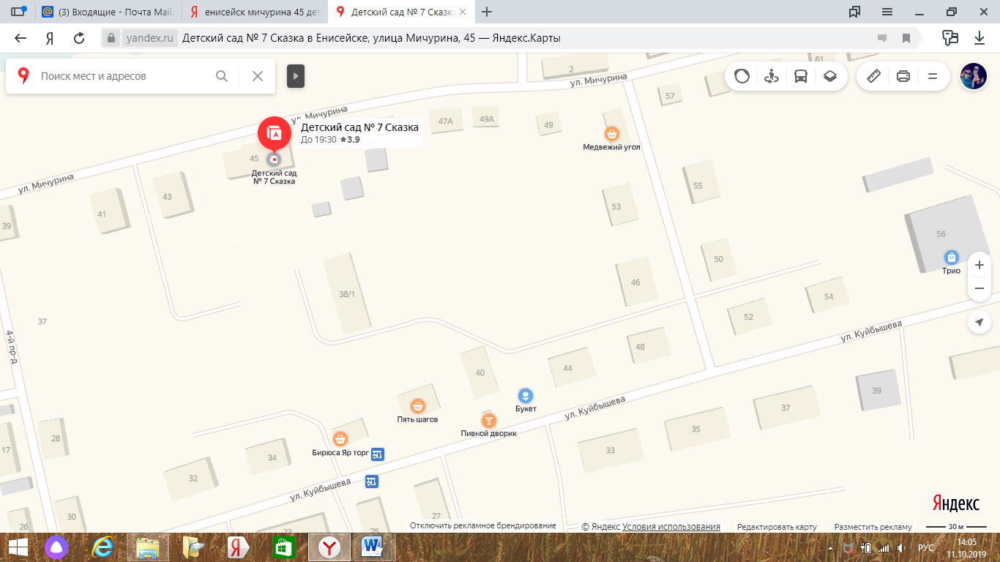 (3) Входящие - Почта Mail.
енисейск мичурина 45 дет
Детский сад № 7 Сказка
yandex.ru
Детский сад № 7 Сказка в Енисейске, улица Мичурина, 45 — Яндекс.Карты
Поиск мест и адресов
2
61
ул. Мичурина
57
ул. Мичурина
47А
49А
49
Детский сад № 7 Сказка
До 19:30 ★3.9
Медвежий угол
45
Детский сад
№ 7 Сказка
ул. Мичурина
43
41
39
53
55
56
Трио
50
46
38/1
54
52
37
4-й пр-д
ул. Куйбышева
48
44
40
39
Букет
ул. Куйбышева
37
Пять шагов
Пивной дворик
35
28
17
Бирюса Яр торг
33
34
32
ул. Куйбышева
30
26
27
23
25
Яндекс
Отключить рекламное брендирование
© Яндекс Условия использования
Редактировать карту
Разместить рекламу
30 м
РУС
14:05
11.10.2019